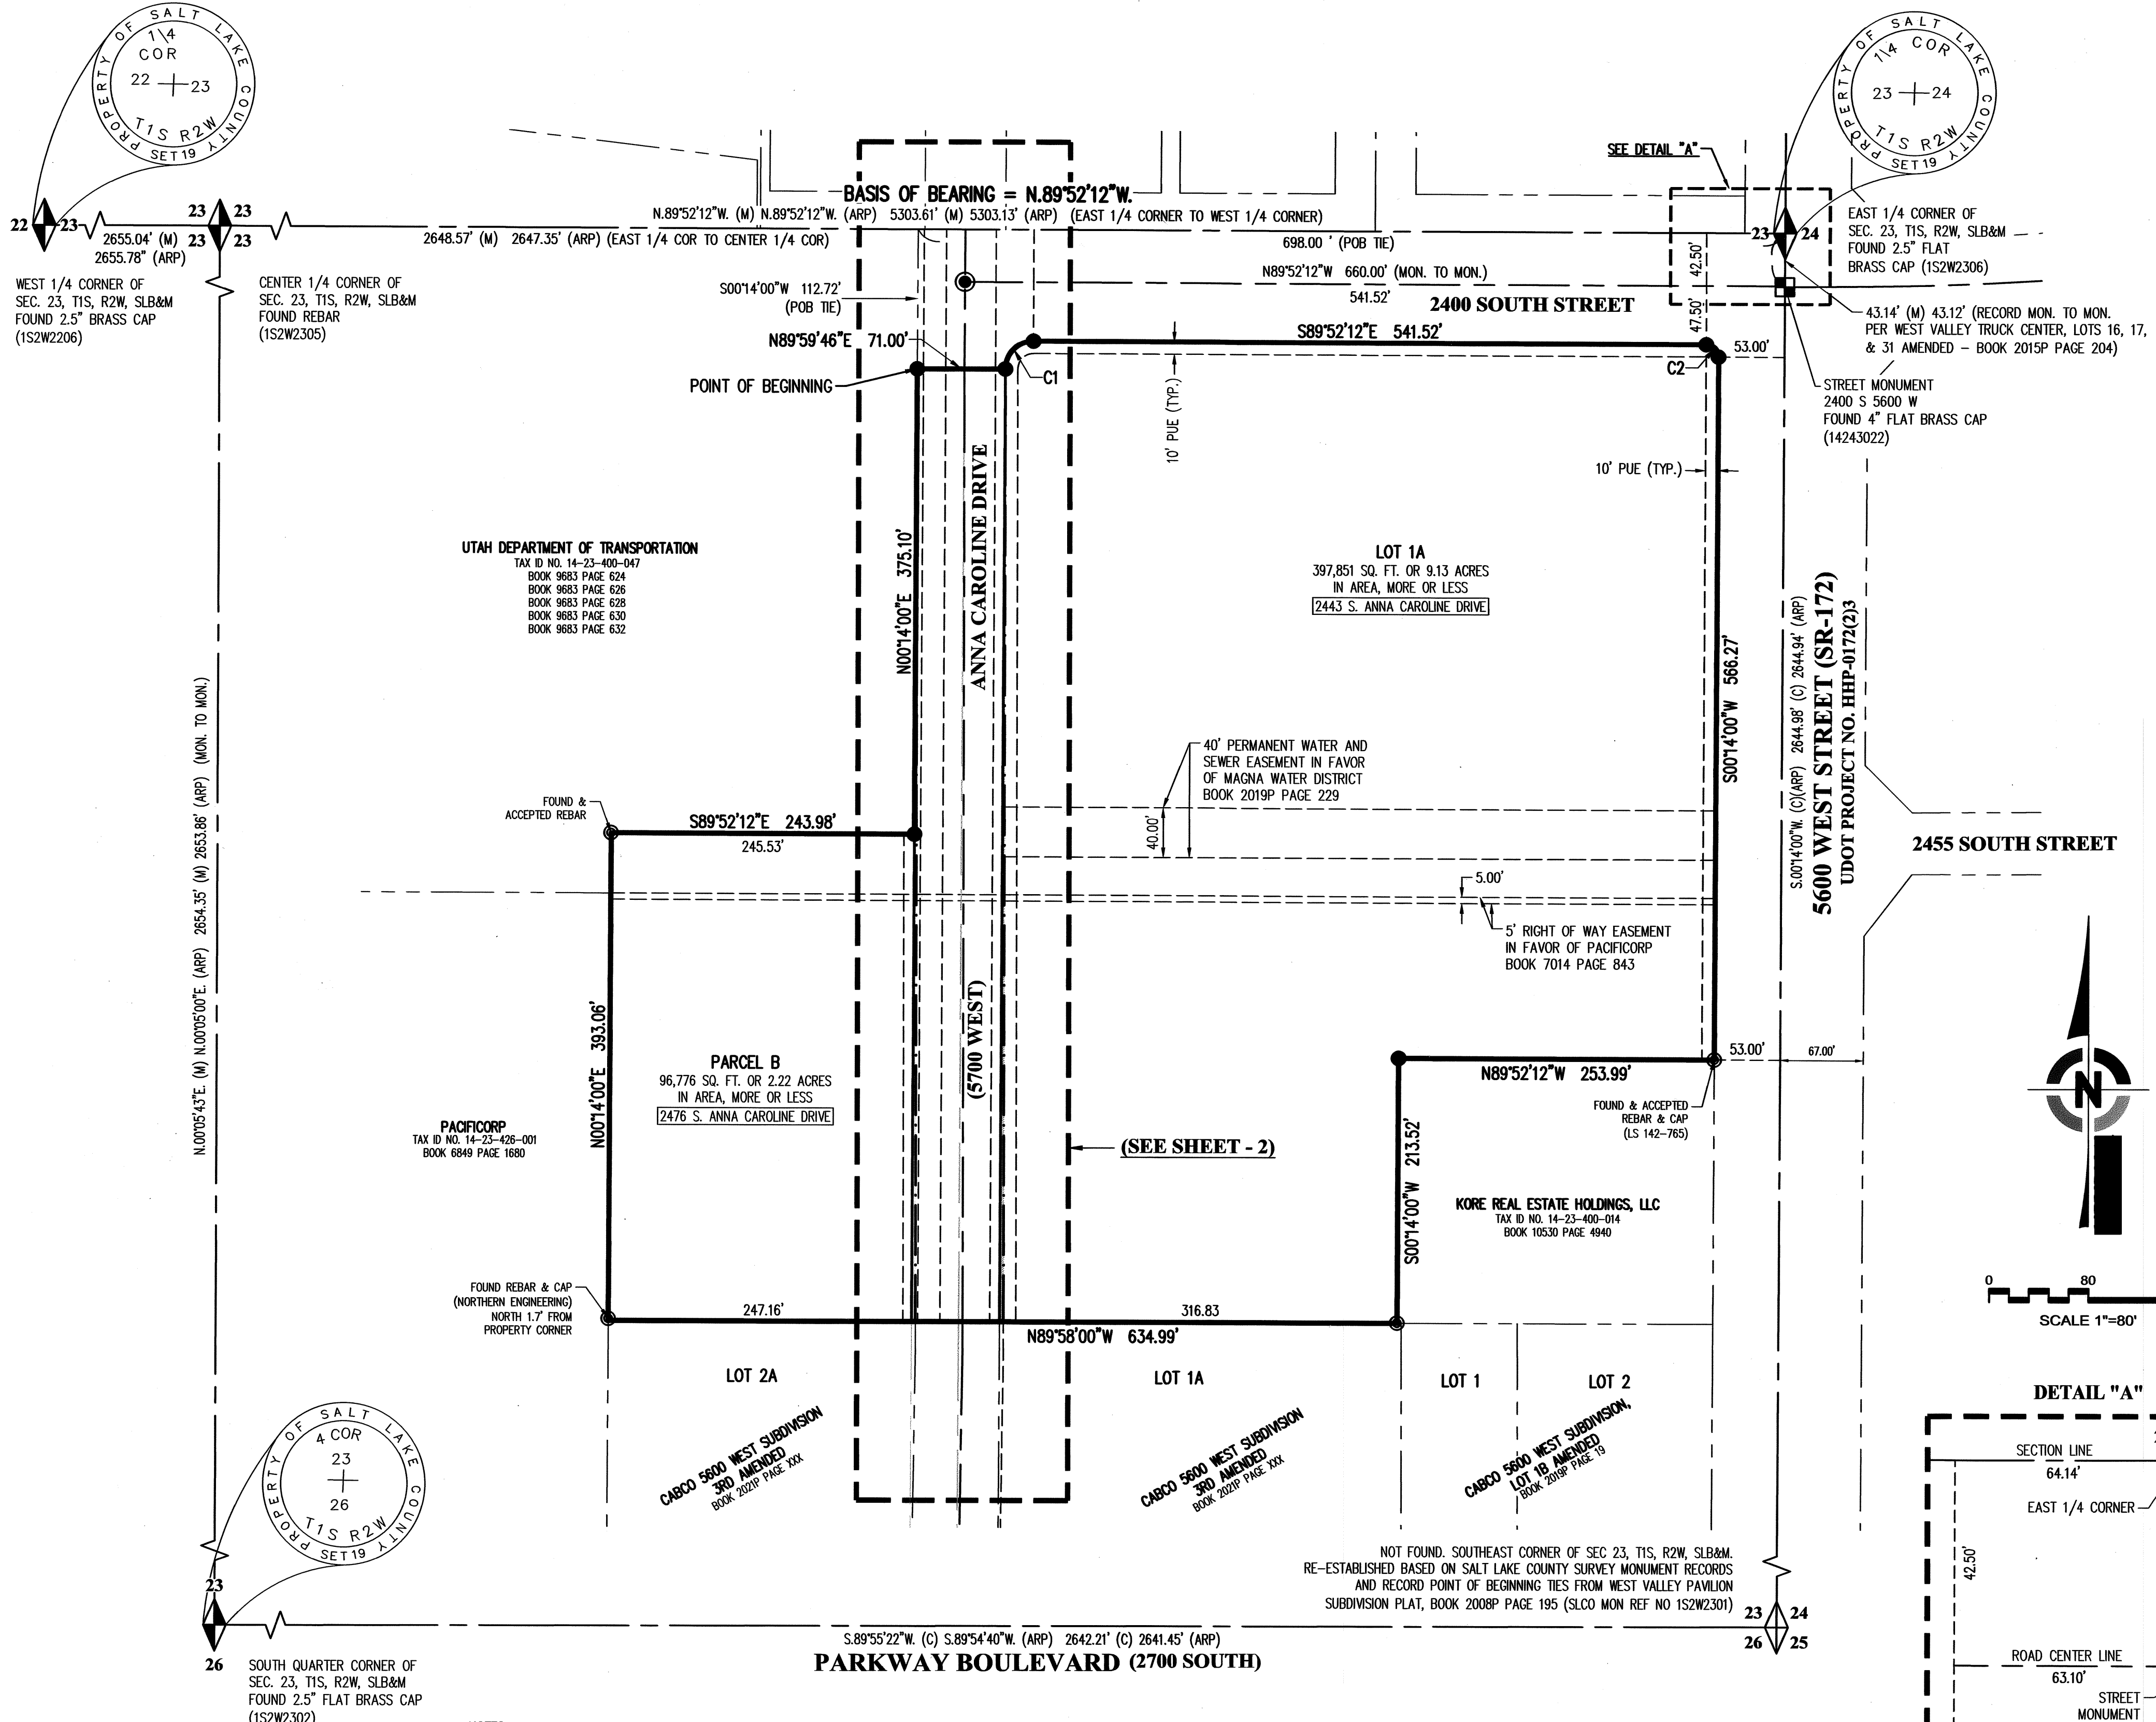 PROPERTY OF SALT LAKE COUNTY
1\4
COR
22 23
T1S R2W
SET 19
PROPERTY OF SALT LAKE COUNTY
1\4 COR
23 24
T1S R2W
SET 19
SEE DETAIL "A"
BASIS OF BEARING = N.89°52'12"W.
N.89°52'12"W. (M) N.89°52'12"W. (ARP) 5303.61' (M) 5303.13' (ARP) (EAST 1/4 CORNER TO WEST 1/4 CORNER)
22 23
23 23
23 23
2655.04' (M)
2655.78" (ARP)
2648.57' (M) 2647.35' (ARP) (EAST 1/4 COR TO CENTER 1/4 COR)
698.00 ' (POB TIE)
23 24
EAST 1/4 CORNER OF
SEC. 23, T1S, R2W, SLB&M
FOUND 2.5" FLAT
BRASS CAP (1S2W2306)
WEST 1/4 CORNER OF
SEC. 23, T1S, R2W, SLB&M
FOUND 2.5" BRASS CAP
(1S2W2206)
CENTER 1/4 CORNER OF
SEC. 23, T1S, R2W, SLB&M
FOUND REBAR
(1S2W2305)
S00°14'00"W 112.72'
(POB TIE)
N89°52'12"W 660.00' (MON. TO MON.)
541.52'
2400 SOUTH STREET
42.50'
47.50'
43.14' (M) 43.12' (RECORD MON. TO MON.
PER WEST VALLEY TRUCK CENTER, LOTS 16, 17,
& 31 AMENDED - BOOK 2015P PAGE 204)
N89°59'46"E 71.00'
S89°52'12"E 541.52'
53.00'
POINT OF BEGINNING
C1
C2
10' PUE (TYP.)
STREET MONUMENT
2400 S 5600 W
FOUND 4" FLAT BRASS CAP
(14243022)
10' PUE (TYP.)
UTAH DEPARTMENT OF TRANSPORTATION
TAX ID NO. 14-23-400-047
BOOK 9683 PAGE 624
BOOK 9683 PAGE 626
BOOK 9683 PAGE 628
BOOK 9683 PAGE 630
BOOK 9683 PAGE 632
N00°14'00"E 375.10'
ANNA CAROLINE DRIVE
LOT 1A
397,851 SQ. FT. OR 9.13 ACRES
IN AREA, MORE OR LESS
2443 S. ANNA CAROLINE DRIVE
S00°14'00"W 566.27'
S.00°14'00"W. (C)(ARP) 2644.98' (C) 2644.94' (ARP)
5600 WEST STREET (SR-172)
UDOT PROJECT NO. HHP-0172(2)3
N.00°05'43"E. (M) N.00°05'00"E. (ARP) 2654.35' (M) 2653.86' (ARP) (MON. TO MON.)
40' PERMANENT WATER AND
SEWER EASEMENT IN FAVOR
OF MAGNA WATER DISTRICT
BOOK 2019P PAGE 229
40.00'
FOUND &
ACCEPTED REBAR
S89°52'12"E 243.98'
245.53'
2455 SOUTH STREET
5.00'
5' RIGHT OF WAY EASEMENT
IN FAVOR OF PACIFICORP
BOOK 7014 PAGE 843
N00°14'00"E 393.06'
(5700 WEST)
PARCEL B
96,776 SQ. FT. OR 2.22 ACRES
IN AREA, MORE OR LESS
2476 S. ANNA CAROLINE DRIVE
PACIFICORP
TAX ID NO. 14-23-426-001
BOOK 6849 PAGE 1680
N89°52'12"W 253.99'
53.00'
67.00'
FOUND & ACCEPTED
REBAR & CAP
(LS 142-765)
(SEE SHEET - 2)
S00°14'00"W 213.52'
KORE REAL ESTATE HOLDINGS, LLC
TAX ID NO. 14-23-400-014
BOOK 10530 PAGE 4940
N
0 80
SCALE 1"=80'
FOUND REBAR & CAP
(NORTHERN ENGINEERING)
NORTH 1.7' FROM
PROPERTY CORNER
247.16'
316.83
N89°58'00"W 634.99'
LOT 2A
LOT 1A
LOT 1
LOT 2
CABCO 5600 WEST SUBDIVISION
3RD AMENDED
BOOK 2021P PAGE XXX
CABCO 5600 WEST SUBDIVISION
3RD AMENDED
BOOK 2021P PAGE XXX
CABCO 5600 WEST SUBDIVISION,
LOT 1B AMENDED
BOOK 2019P PAGE 19
PROPERTY OF SALT LAKE COUNTY
4 COR
23
26
T1S R2W
SET 19
DETAIL "A"
SECTION LINE
64.14'
EAST 1/4 CORNER
42.50'
ROAD CENTER LINE
63.10'
STREET
MONUMENT
NOT FOUND. SOUTHEAST CORNER OF SEC 23, T1S, R2W, SLB&M.
RE-ESTABLISHED BASED ON SALT LAKE COUNTY SURVEY MONUMENT RECORDS
AND RECORD POINT OF BEGINNING TIES FROM WEST VALLEY PAVILION
SUBDIVISION PLAT, BOOK 2008P PAGE 195 (SLCO MON REF NO 1S2W2301)
23
26
23 24
26 25
S.89°55'22"W. (C) S.89°54'40"W. (ARP) 2642.21' (C) 2641.45' (ARP)
PARKWAY BOULEVARD (2700 SOUTH)
SOUTH QUARTER CORNER OF
SEC. 23, T1S, R2W, SLB&M
FOUND 2.5" FLAT BRASS CAP
(1S2W2302)